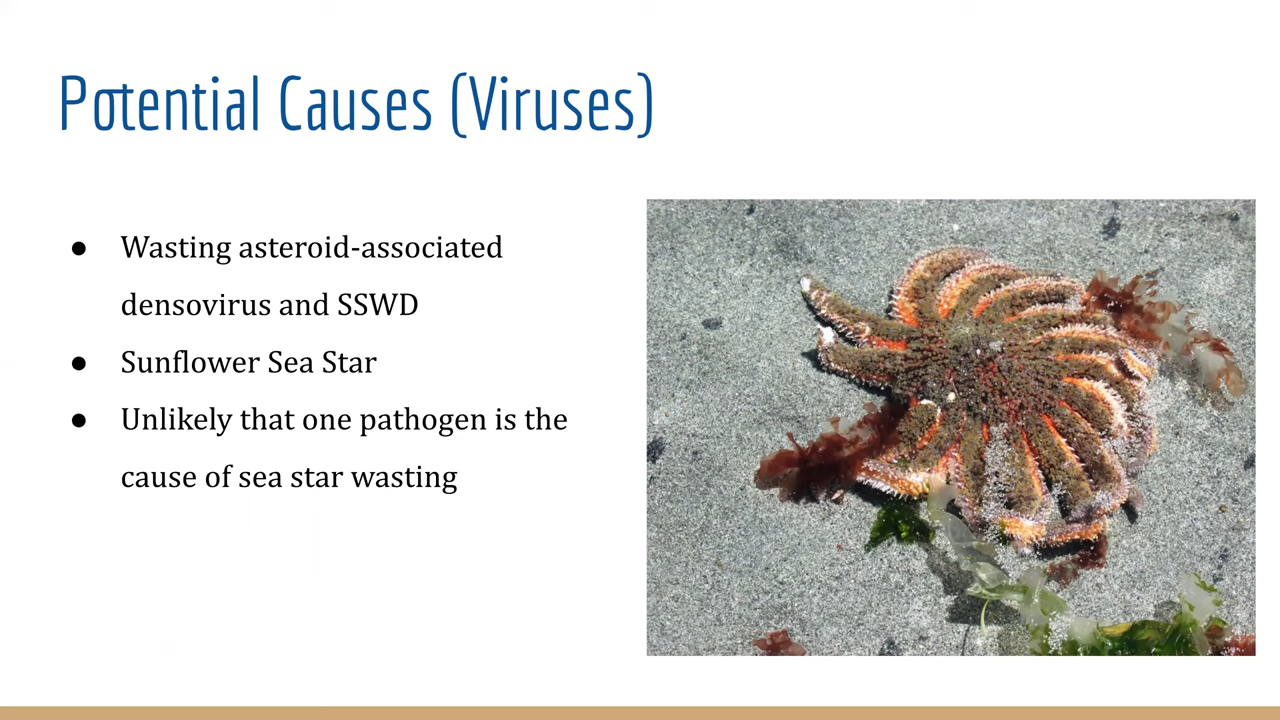 Potential Causes (Viruses)
● Wasting asteroid-associated
densovirus and SSWD
● Sunflower Sea Star
● Unlikely that one pathogen is the
cause of sea star wasting